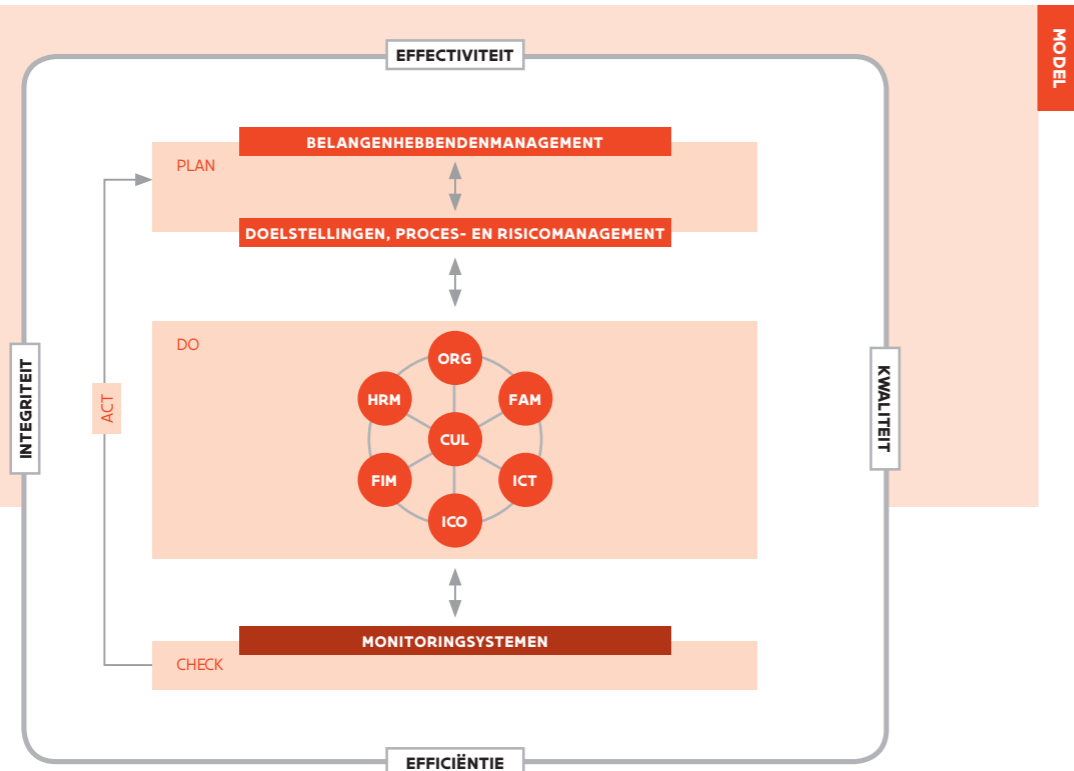 MODEL
EFFECTIVITEIT
BELANGENHEBBENDENMANAGEMENT
PLAN
DOELSTELLINGEN, PROCES- EN RISICOMANAGEMENT
DO
ORG
HRM
FAM
CUL
FIM
ICT
ICO
INTEGRITEIT
ACT
KWALITEIT
MONITORINGSYSTEMEN
CHECK
EFFICIËNTIE